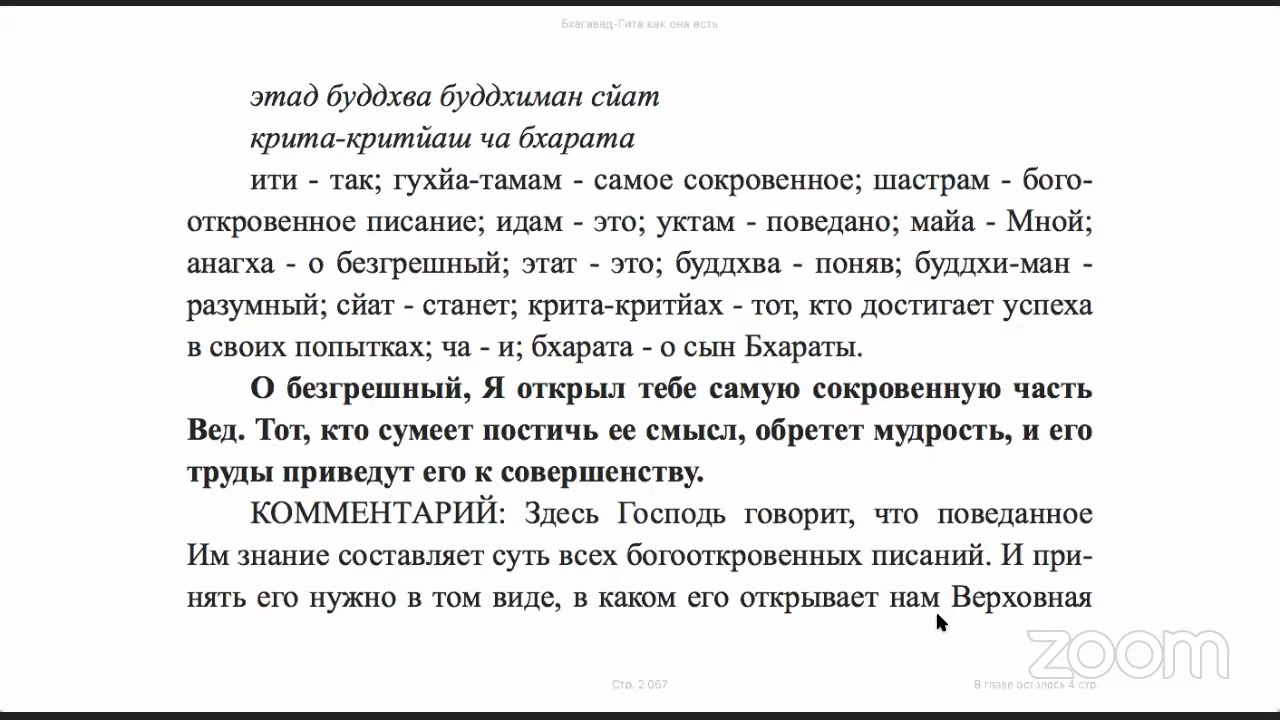 Бхагавад-Гита как она есть
этад буддхва буддхиман сйат
крита-критйаш ча бхарата
ити - так; гухйа-тамам - самое сокровенное; шастрам - бого-
откровенное писание; идам - это; уктам - поведано; майа - Мной;
анагха - о безгрешный; этат - это; буддхва - поняв; буддхи-ман -
разумный; сйат - станет; крита-критйах - тот, кто достигает успеха
в своих попытках; ча - и; бхарата - о сын Бхараты.
О безгрешный, Я открыл тебе самую сокровенную часть
Вед. Тот, кто сумеет постичь ее смысл, обретет мудрость, и его
труды приведут его к совершенству.
КОММЕНТАРИЙ: Здесь Господь говорит, что поведанное
Им знание составляет суть всех богооткровенных писаний. И при-
нять его нужно в том виде, в каком его открывает нам Верховная
zoom
Стр. 2 067
В главе осталось 4 стр.